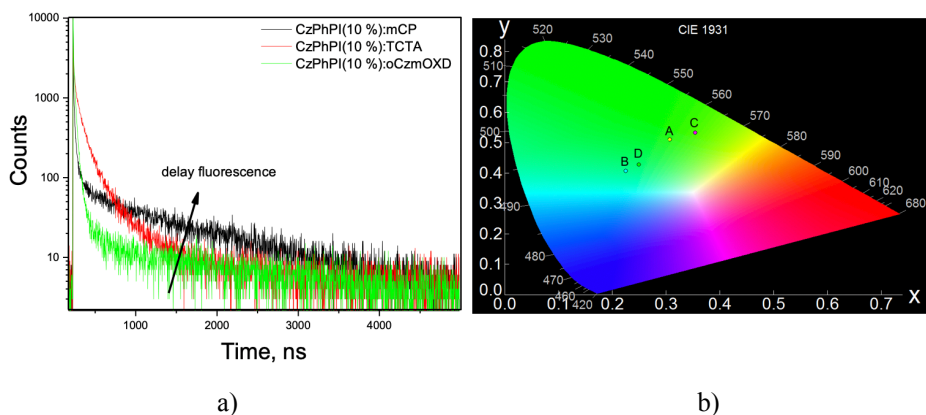 10000
1000
100
10
Counts
CzPhPI(10 %):mCP
CzPhPI(10 %):TCTA
CzPhPI(10 %):oCzmOXD
delay fluorescence
1000 2000 3000 4000
Time, ns
a)
y
CIE 1931
0.8
0.7
0.6
0.5
0.4
0.3
0.2
0.1
0.0
0.0 0.1 0.2 0.3 0.4 0.5 0.6 0.7
x
520
530
540
550
560
570
580
590
600
610
620
680
510
500
490
480
470
460
420
A
B
C
D
b)